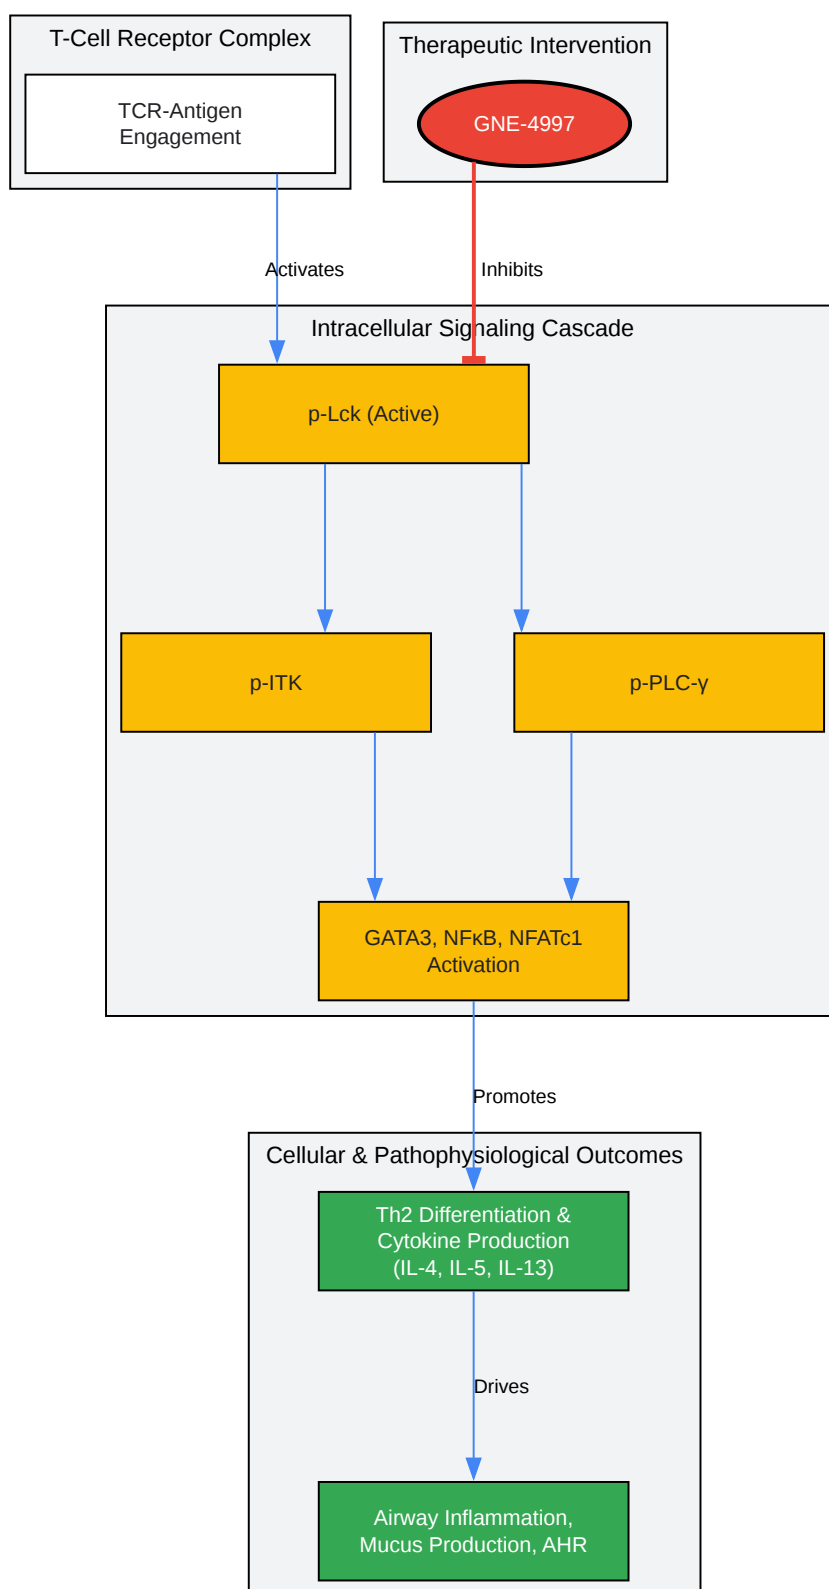 T-Cell Receptor Complex
TCR-Antigen
Engagement
Therapeutic Intervention
GNE-4997
Activates
Inhibits
Intracellular Signaling Cascade
p-Lck (Active)
p-ITK
p-PLC-γ
GATA3, NFκB, NFATc1
Activation
Promotes
Cellular & Pathophysiological Outcomes
Th2 Differentiation &
Cytokine Production
(IL-4, IL-5, IL-13)
Drives
Airway Inflammation,
Mucus Production, AHR